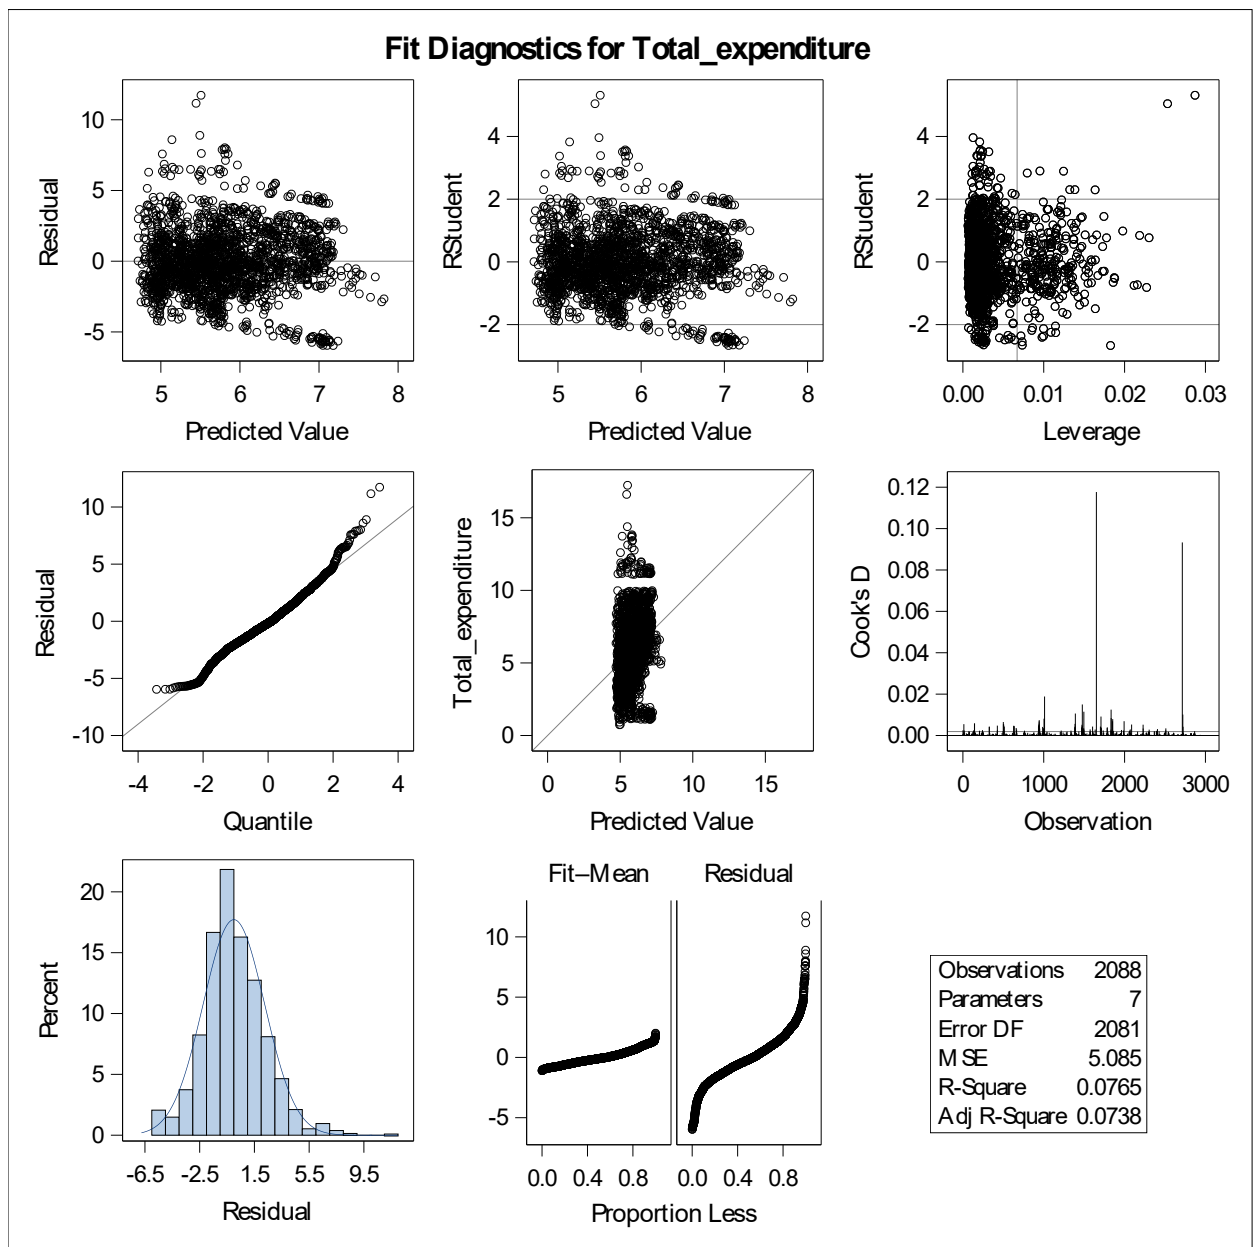 Fit Diagnostics for Total_expenditure
10
5
0
-5
Residual
5 6 7 8
Predicted Value
4
2
0
-2
RStudent
5 6 7 8
Predicted Value
4
2
0
-2
RStudent
0.00 0.01 0.02 0.03
Leverage
10
5
0
-5
-10
Residual
-4 -2 0 2 4
Quantile
15
10
5
0
Total_expenditure
0 5 10 15
Predicted Value
0.12
0.10
0.08
0.06
0.04
0.02
0.00
Cook's D
0 1000 2000 3000
Observation
20
15
10
5
0
Percent
-6.5 -2.5 1.5 5.5 9.5
Residual
Fit–Mean Residual
10
5
0
-5
0.0 0.4 0.8 0.0 0.4 0.8
Proportion Less
Observations 2088
Parameters 7
Error DF 2081
MSE 5.085
R-Square 0.0765
Adj R-Square 0.0738